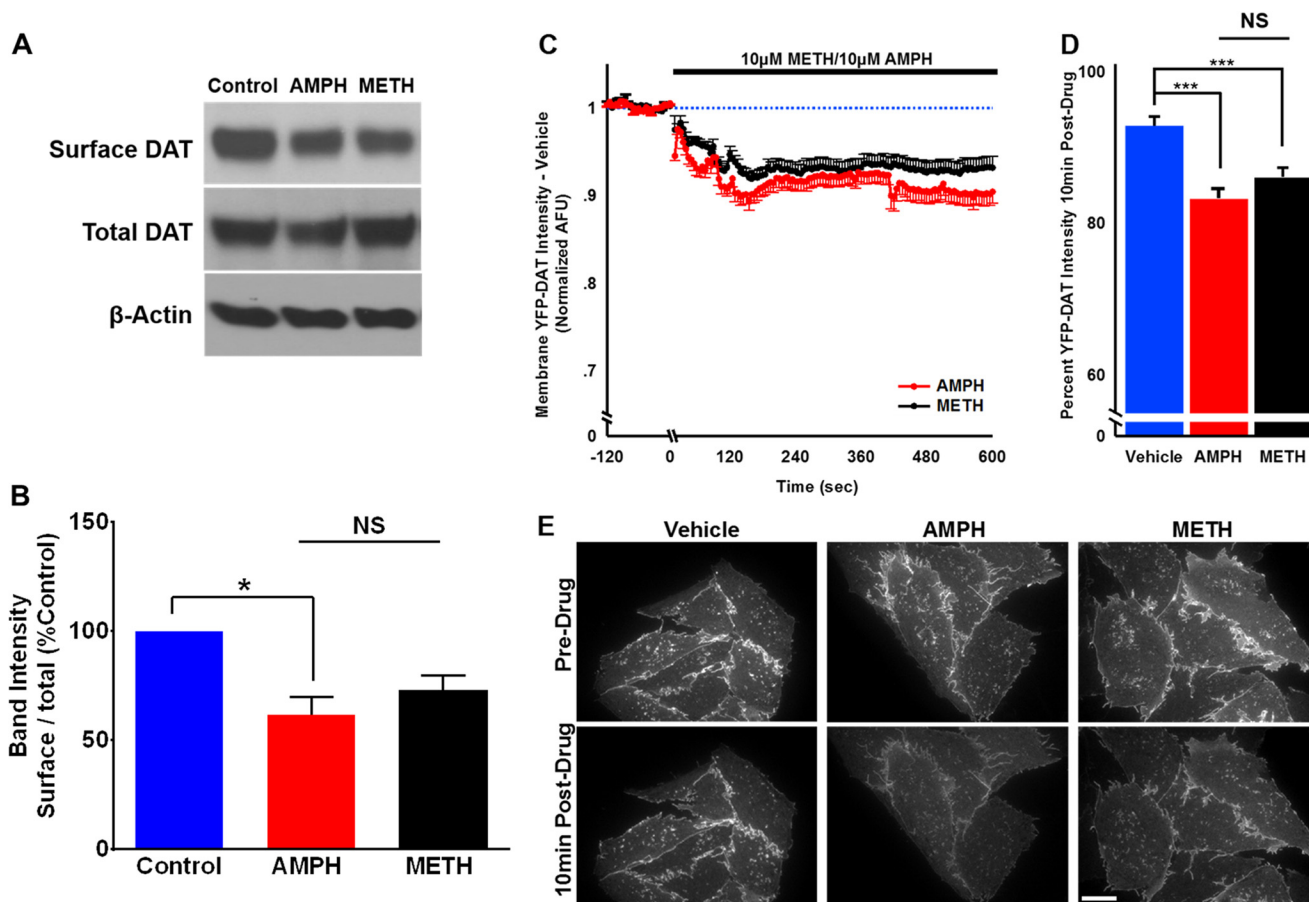 A
Control AMPH METH
Surface DAT
Total DAT
β-Actin
B
Band Intensity
Surface / total (%Control)
150
100
50
0
*
NS
Control AMPH METH
C
10µM METH/10µM AMPH
Membrane YFP-DAT Intensity - Vehicle
(Normalized AFU)
1
.9
.8
.7
0
AMPH
METH
-120 0 120 240 360 480 600
Time (sec)
D
NS
***
***
Percent YFP-DAT Intensity 10min Post-Drug
100
80
60
0
Vehicle AMPH METH
E
Vehicle AMPH METH
Pre-Drug
10min Post-Drug